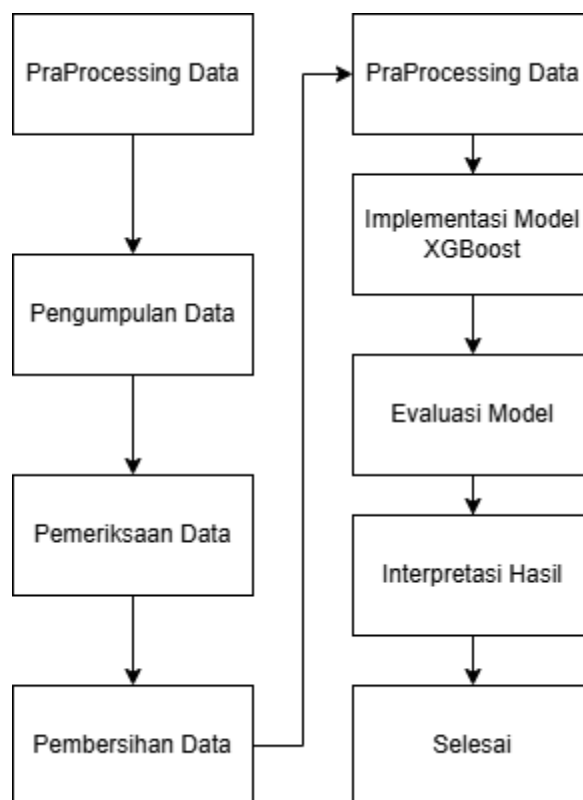 PraProcessing Data
Pengumpulan Data
Pemeriksaan Data
Pembersihan Data
PraProcessing Data
Implementasi Model
XGBoost
Evaluasi Model
Interpretasi Hasil
Selesai